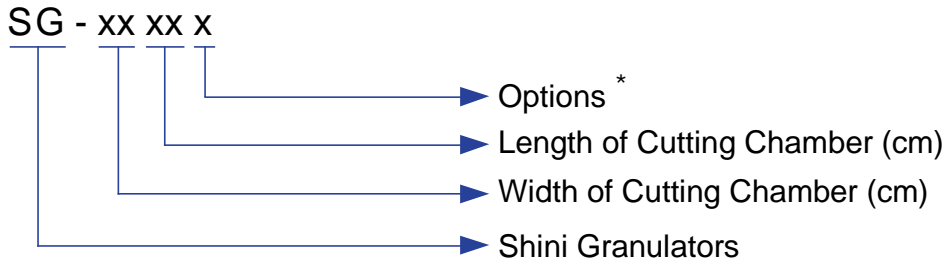 SG - xx xx x
Options *
Length of Cutting Chamber (cm)
Width of Cutting Chamber (cm)
Shini Granulators